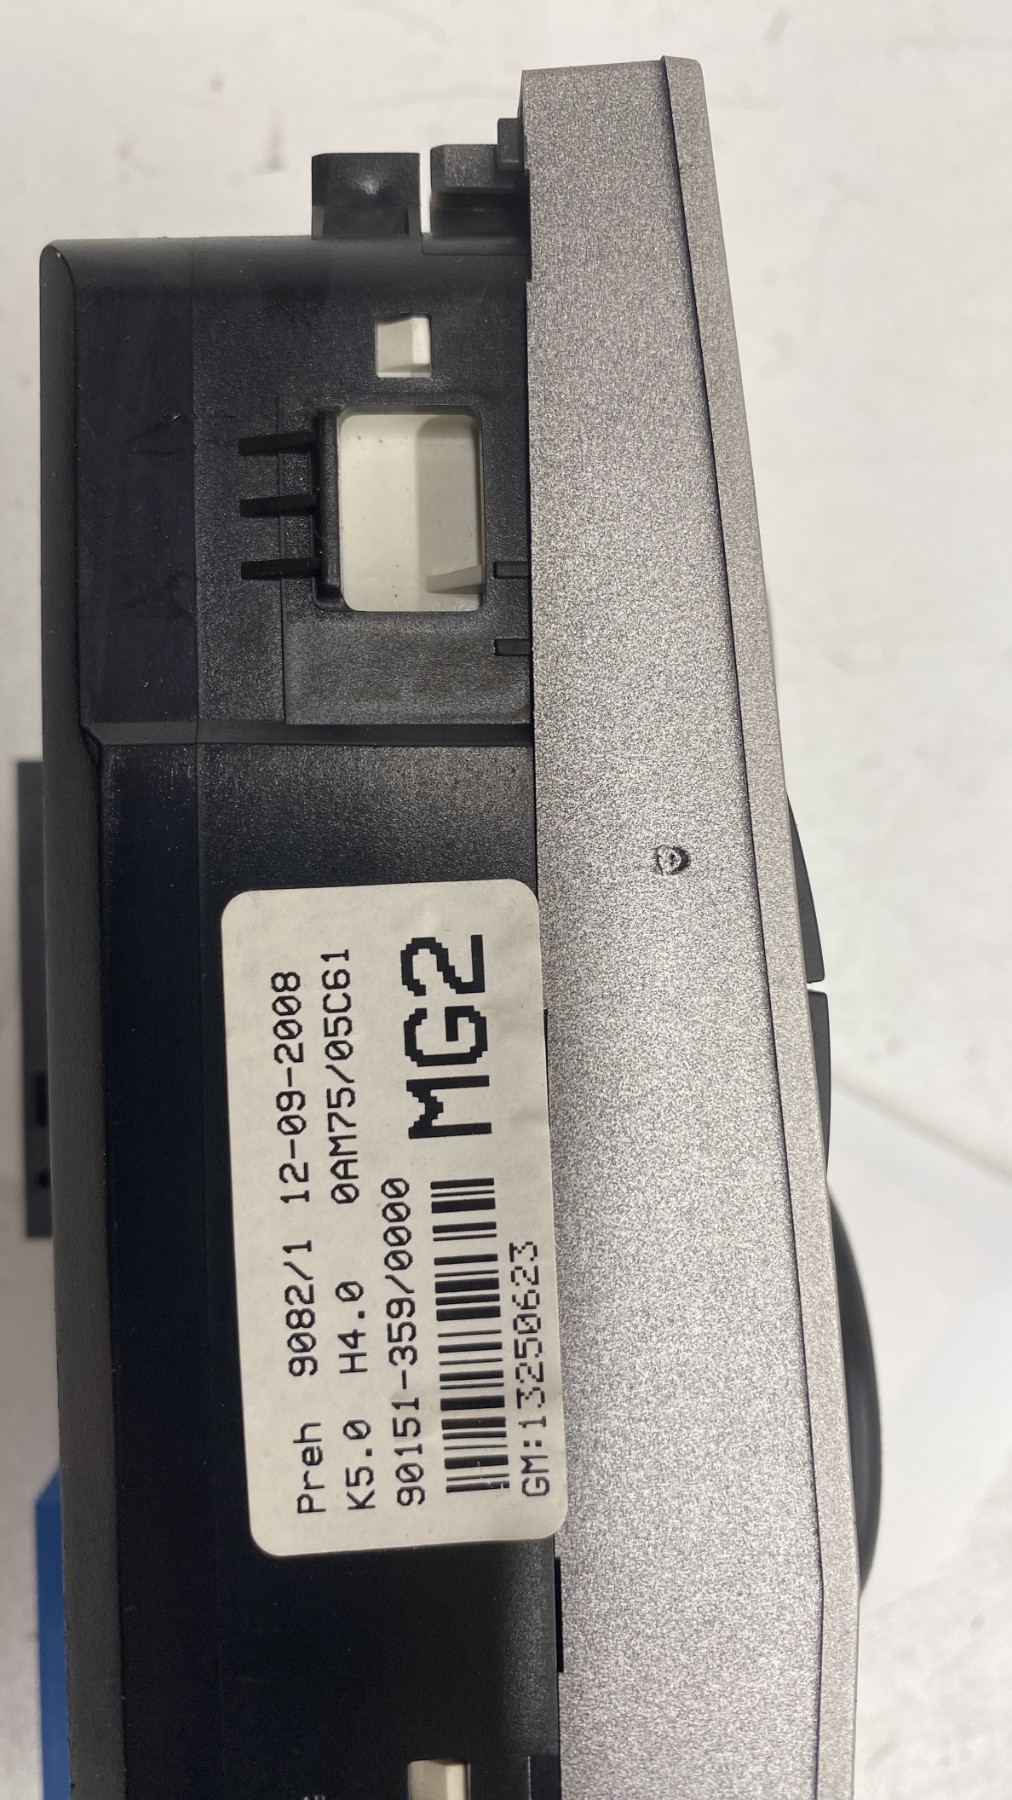 Preh 9082/1 12-09-2008
K5.0 H4.0 0AM75/05C61
90151-359/0000
MG2
GM:13250623